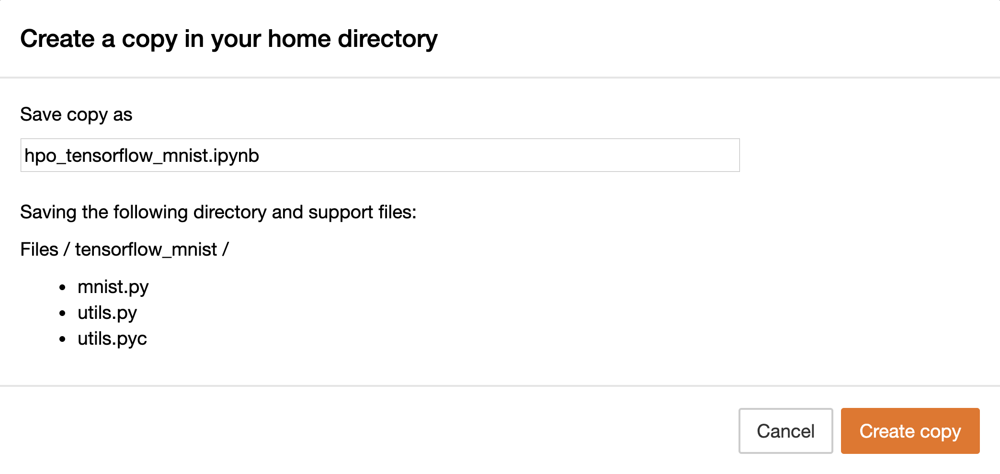 Create a copy in your home directory
Save copy as
hpo_tensorflow_mnist.ipynb
Saving the following directory and support files:
Files / tensorflow_mnist /
• mnist.py
• utils.py
• utils.pyc
Cancel Create copy